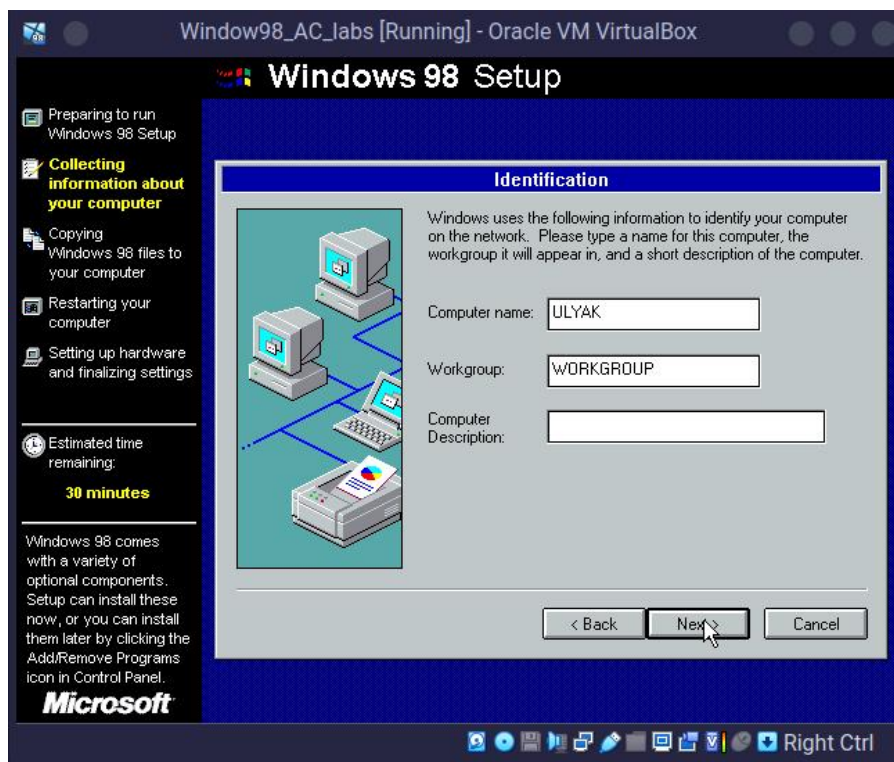 Window98_AC_labs [Running] - Oracle VM VirtualBox
Windows 98 Setup
Preparing to run
Windows 98 Setup
Collecting
information about
your computer
Copying
Windows 98 files to
your computer
Restarting your
computer
Setting up hardware
and finalizing settings
Estimated time
remaining:
30 minutes
Windows 98 comes
with a variety of
optional components.
Setup can install these
now, or you can install
them later by clicking the
Add/Remove Programs
icon in Control Panel.
Microsoft
Identification
Windows uses the following information to identify your computer
on the network. Please type a name for this computer, the
workgroup it will appear in, and a short description of the computer.
Computer name: ULYAK
Workgroup: WORKGROUP
Computer
Description:
< Back Next > Cancel
Right Ctrl